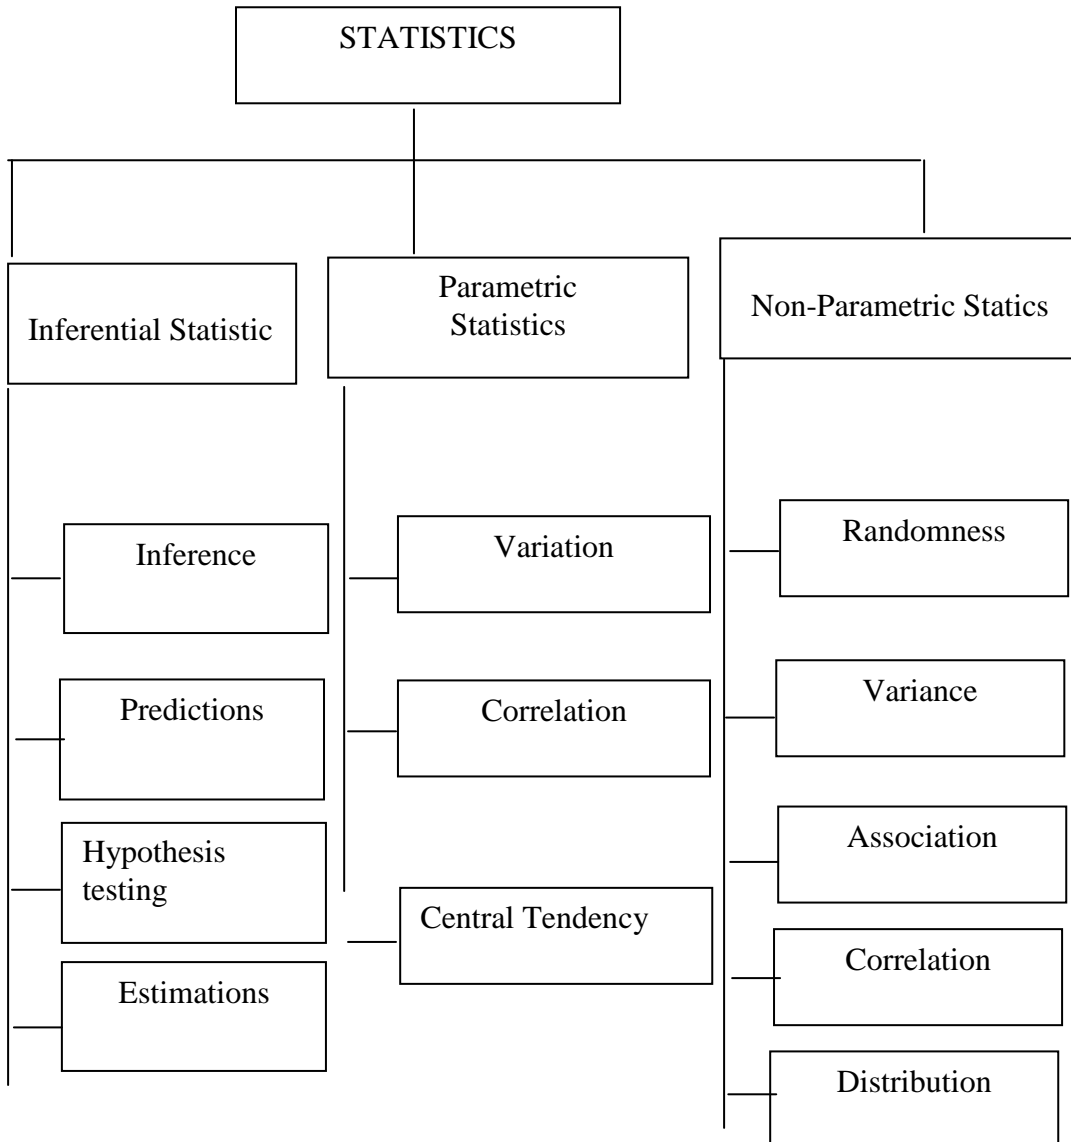 STATISTICS
Inferential Statistic
Parametric
Statistics
Non-Parametric Statics
Inference
Predictions
Hypothesis
testing
Estimations
Variation
Correlation
Central Tendency
Randomness
Variance
Association
Correlation
Distribution